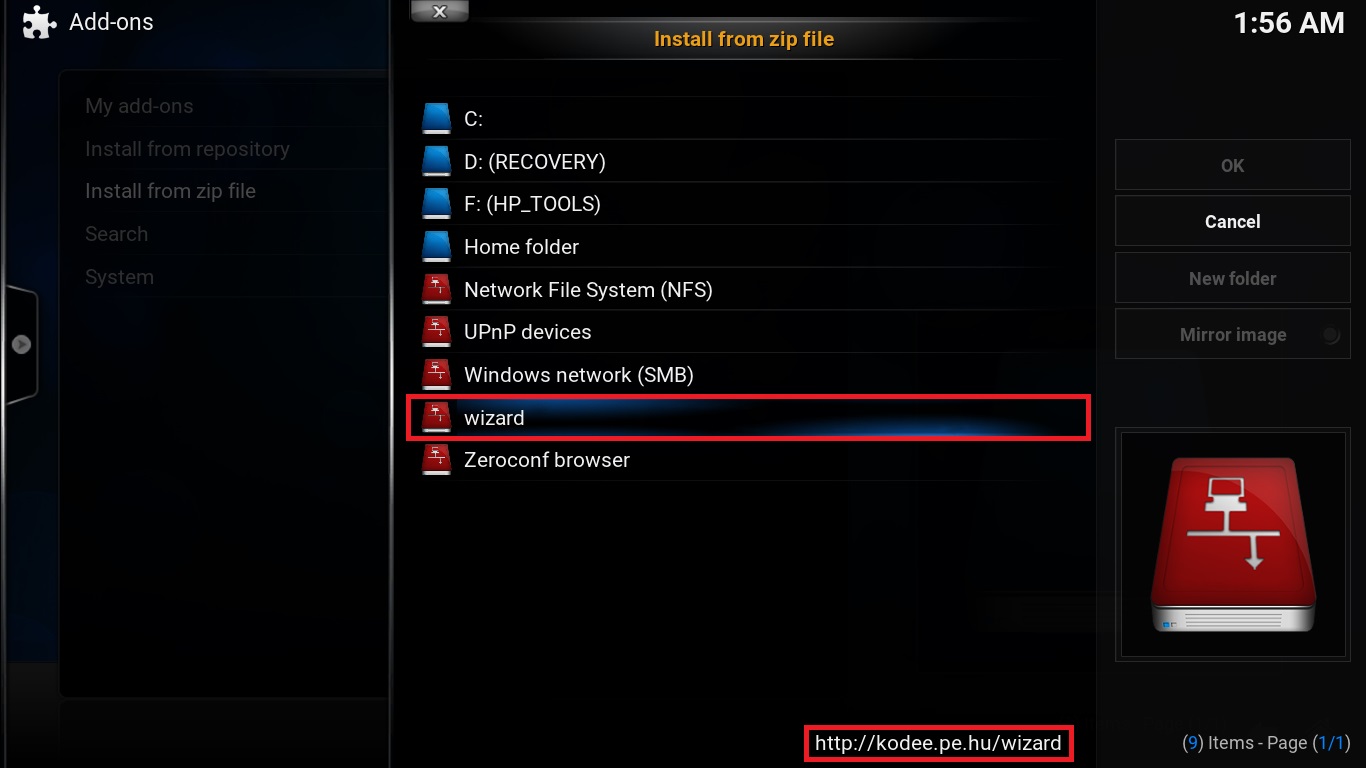 Add-ons
X
Install from zip file
1:56 AM
My add-ons
Install from repository
Install from zip file
Search
System
C:
D: (RECOVERY)
F: (HP_TOOLS)
Home folder
Network File System (NFS)
UPnP devices
Windows network (SMB)
wizard
Zeroconf browser
OK
Cancel
New folder
Mirror image
http://kodee.pe.hu/wizard
(9) Items - Page (1/1)